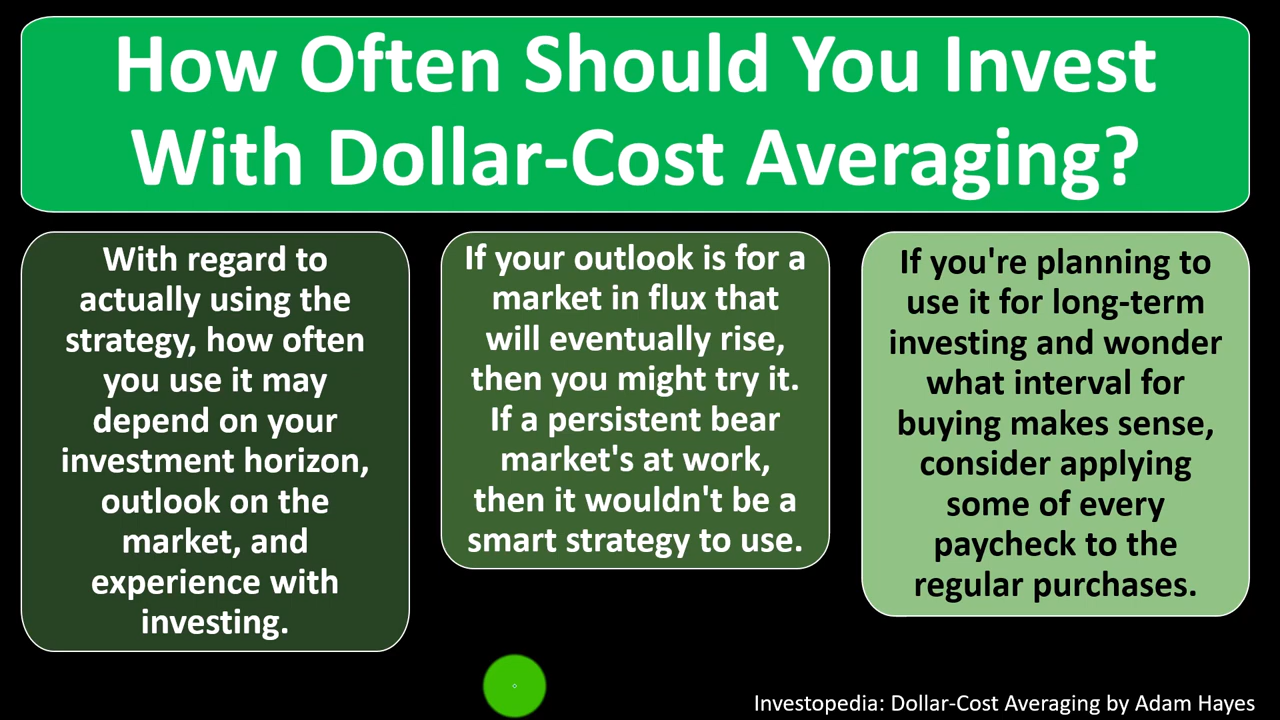 How Often Should You Invest
With Dollar-Cost Averaging?
With regard to
actually using the
strategy, how often
you use it may
depend on your
investment horizon,
outlook on the
market, and
experience with
investing.
If your outlook is for a
market in flux that
will eventually rise,
then you might try it.
If a persistent bear
market's at work,
then it wouldn't be a
smart strategy to use.
If you're planning to
use it for long-term
investing and wonder
what interval for
buying makes sense,
consider applying
some of every
paycheck to the
regular purchases.
Investopedia: Dollar-Cost Averaging by Adam Hayes